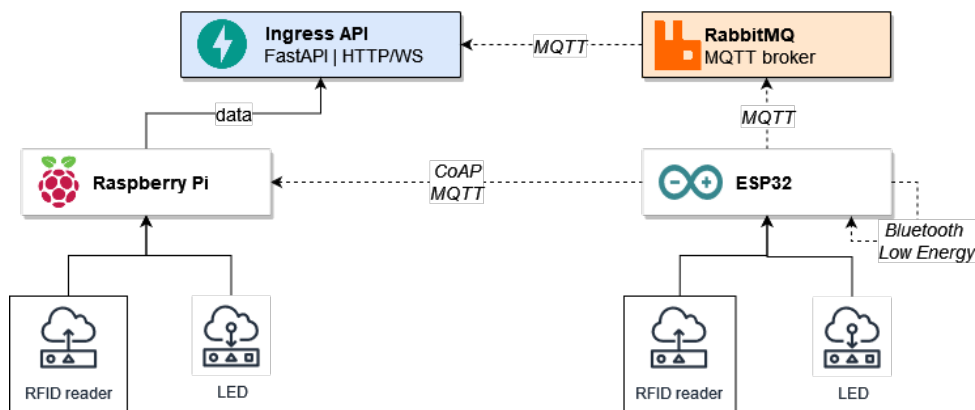 Ingress API
FastAPI | HTTP/WS
MQTT
RabbitMQ
MQTT broker
data
MQTT
Raspberry Pi
CoAP
MQTT
ESP32
Bluetooth
Low Energy
RFID reader
LED
RFID reader
LED